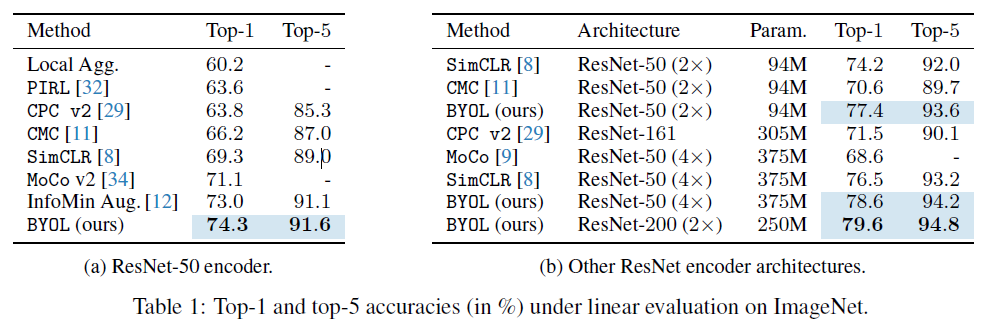 Method Top-1 Top-5
Local Agg. 60.2 -
PIRL [32] 63.6 -
CPC v2 [29] 63.8 85.3
CMC [11] 66.2 87.0
SimCLR [8] 69.3 89.0
MoCo v2 [34] 71.1 -
InfoMin Aug. [12] 73.0 91.1
BYOL (ours) 74.3 91.6
(a) ResNet-50 encoder.
Method Architecture Param. Top-1 Top-5
SimCLR [8] ResNet-50 (2×) 94M 74.2 92.0
CMC [11] ResNet-50 (2×) 94M 70.6 89.7
BYOL (ours) ResNet-50 (2×) 94M 77.4 93.6
CPC v2 [29] ResNet-161 305M 71.5 90.1
MoCo [9] ResNet-50 (4×) 375M 68.6 -
SimCLR [8] ResNet-50 (4×) 375M 76.5 93.2
BYOL (ours) ResNet-50 (4×) 375M 78.6 94.2
BYOL (ours) ResNet-200 (2×) 250M 79.6 94.8
(b) Other ResNet encoder architectures.
Table 1: Top-1 and top-5 accuracies (in %) under linear evaluation on ImageNet.